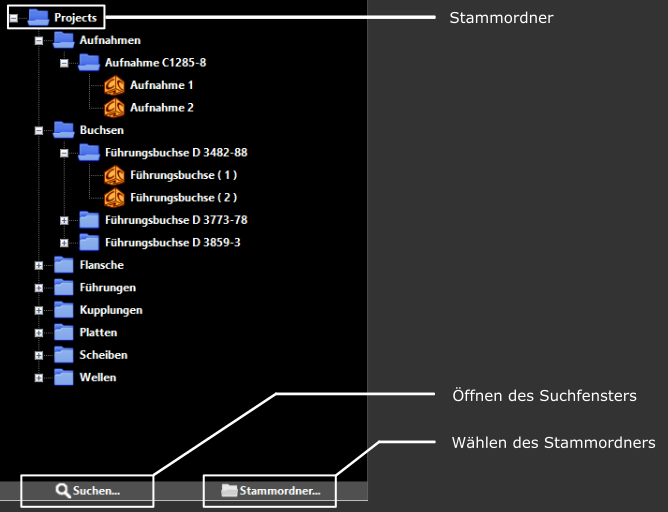 Projects
Stammordner
Aufnahmen
Aufnahme C1285-8
Aufnahme 1
Aufnahme 2
Buchsen
Führungsbuchse D 3482-88
Führungsbuchse ( 1 )
Führungsbuchse ( 2 )
Führungsbuchse D 3773-78
Führungsbuchse D 3859-3
Flansche
Führungen
Kupplungen
Platten
Scheiben
Wellen
Öffnen des Suchfensters
Wählen des Stammordners
Suchen...
Stammordner...